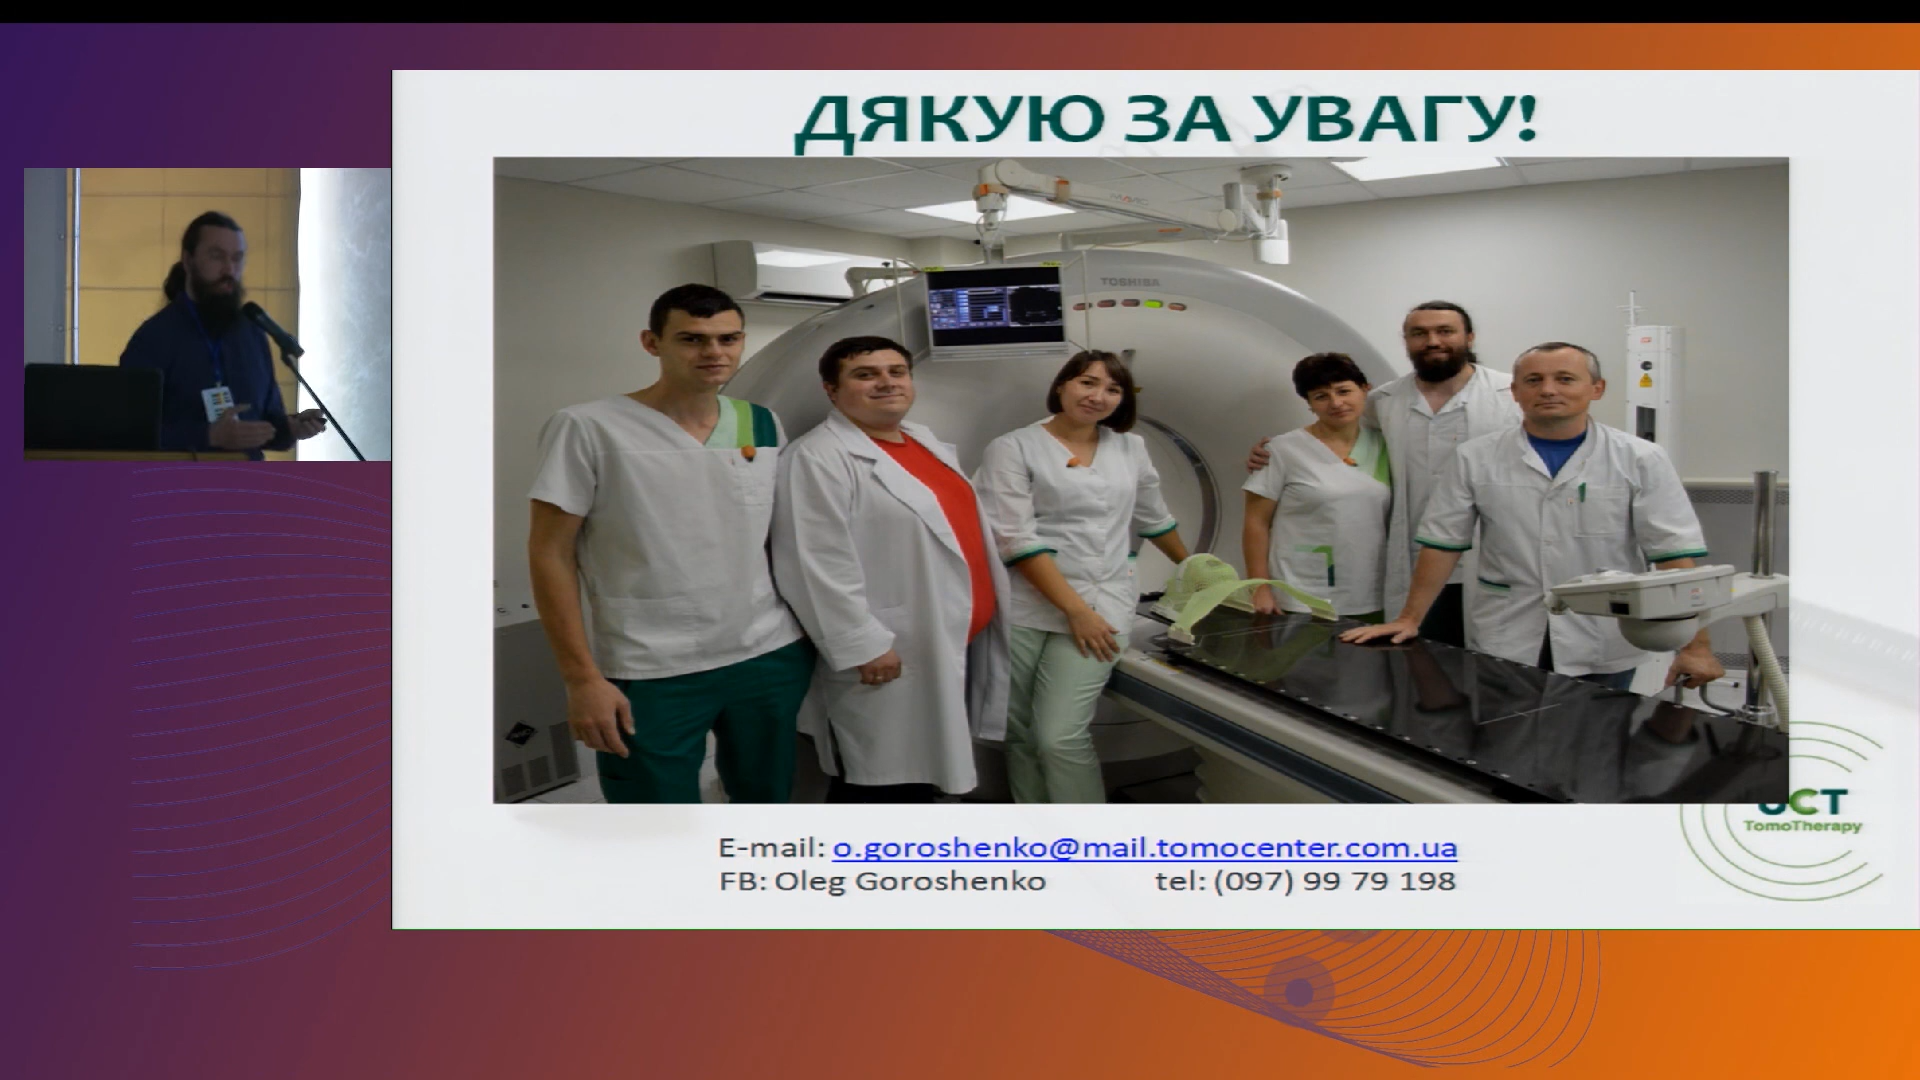 ДЯКУЮ ЗА УВАГУ!
TOSHIBA
UCT
TomoTherapy
E-mail: o.goroshenko@mail.tomocenter.com.ua
FB: Oleg Goroshenko tel: (097) 99 79 198